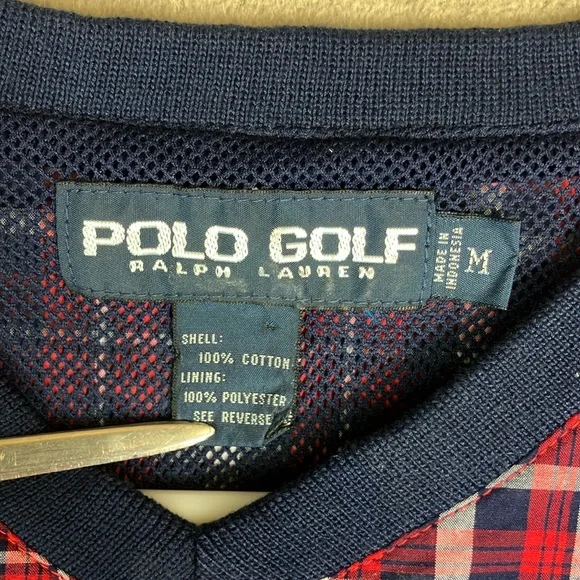 POLO GOLF
RALPH LAUREN
MADE IN
INDONESIA
M
SHELL:
100% COTTON
LINING:
100% POLYESTER
SEE REVERSE